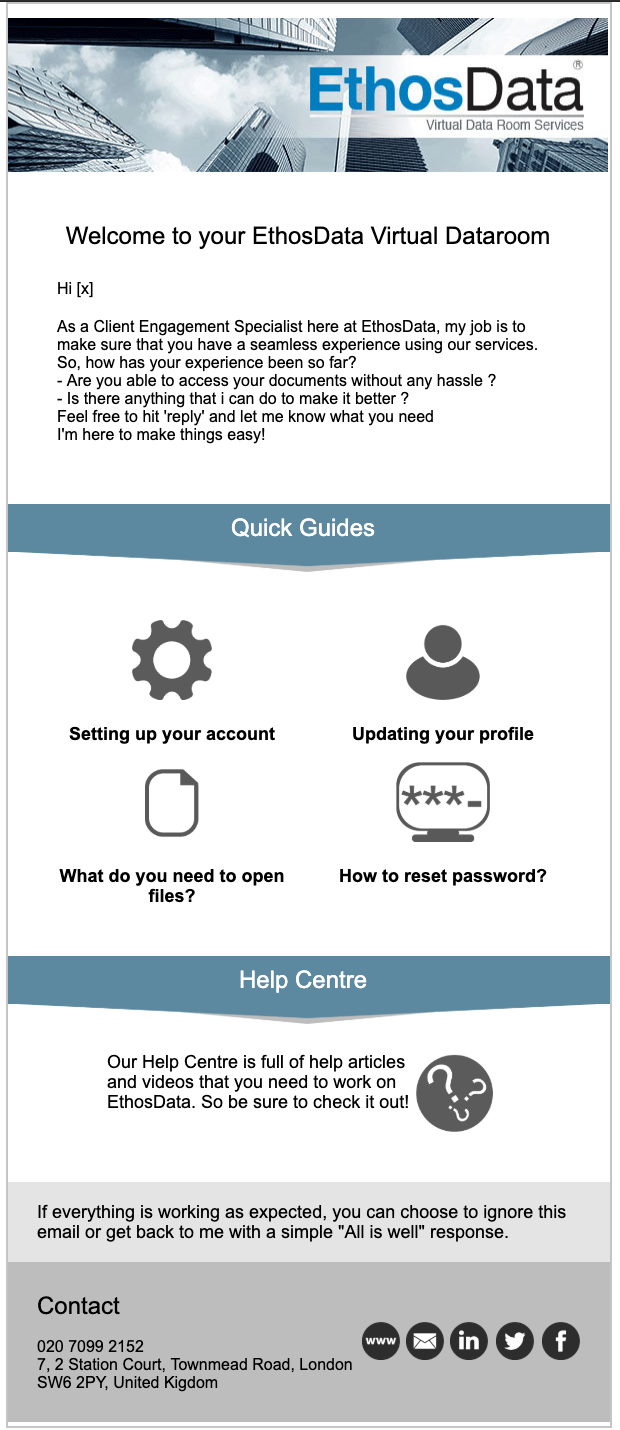 EthosData®
Virtual Data Room Services
Welcome to your EthosData Virtual Dataroom
Hi [x]
As a Client Engagement Specialist here at EthosData, my job is to
make sure that you have a seamless experience using our services.
So, how has your experience been so far?
- Are you able to access your documents without any hassle ?
- Is there anything that i can do to make it better ?
Feel free to hit 'reply' and let me know what you need
I'm here to make things easy!
Quick Guides
Setting up your account
Updating your profile
***-
What do you need to open
files?
How to reset password?
Help Centre
Our Help Centre is full of help articles
and videos that you need to work on
EthosData. So be sure to check it out!
???
If everything is working as expected, you can choose to ignore this
email or get back to me with a simple "All is well" response.
Contact
020 7099 2152
7, 2 Station Court, Townmead Road, London
SW6 2PY, United Kigdom
www in f